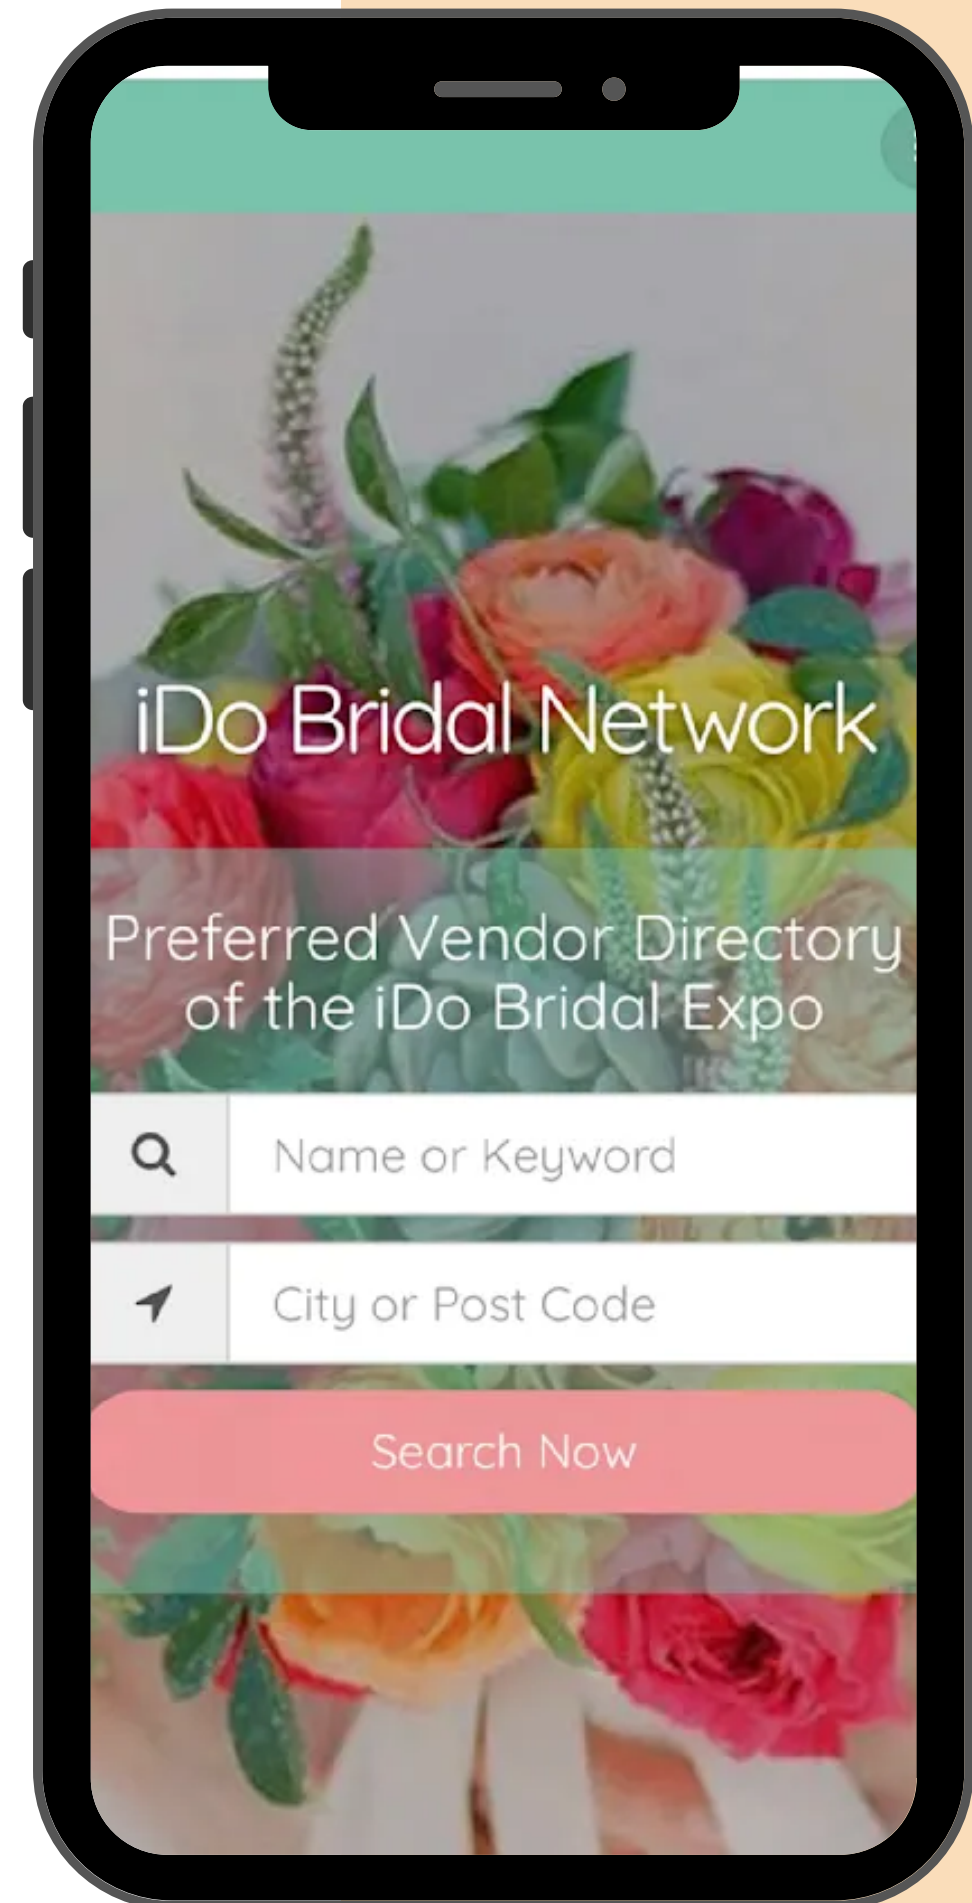 iDo Bridal Network
Preferred Vendor Directory
of the iDo Bridal Expo
Name or Keyword
City or Post Code
Search Now